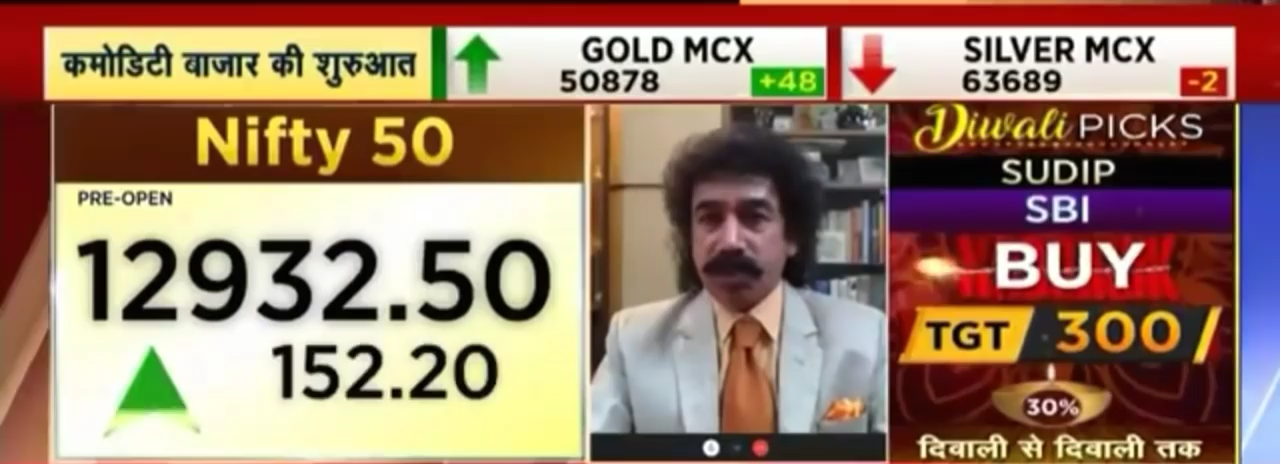 कमोडिटी बाजार की शुरुआत
GOLD MCX
50878 +48
SILVER MCX
63689 -2
Nifty 50
PRE-OPEN
12932.50
152.20
Diwali PICKS
SUDIP
SBI
BUY
TGT 300
30%
दिवाली से दिवाली तक